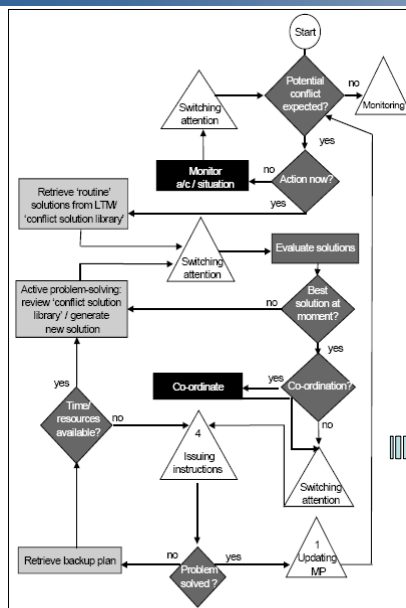 Start
Potential
conflict
expected?
no
Monitoring
Switching
attention
yes
Monitor
a/c / situation
no
Action now?
yes
Retrieve 'routine'
solutions from LTM/
'conflict solution library'
Switching
attention
Evaluate solutions
Active problem-solving:
review 'conflict solution
library' / generate
new solution
no
Best
solution at
moment?
yes
yes
Co-ordinate
yes
Co-ordination?
Time/
resources
available?
no
4
Issuing
instructions
no
Switching
attention
Retrieve backup plan
no
Problem
solved ?
yes
1
Updating
MP